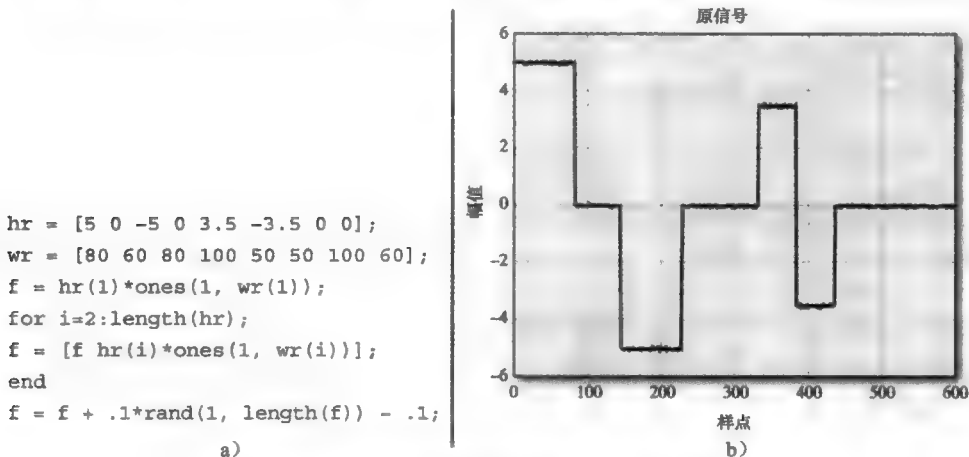 hr = [5 0 -5 0 3.5 -3.5 0 0];
wr = [80 60 80 100 50 50 100 60];
f = hr(1)*ones(1, wr(1));
for i=2:length(hr);
f = [f hr(i)*ones(1, wr(i))];
end
f = f + .1*rand(1, length(f)) - .1;
a)
原信号
6
4
2
0
-2
-4
-6
幅值
0
100
200
300
400
500
600
样点
b)